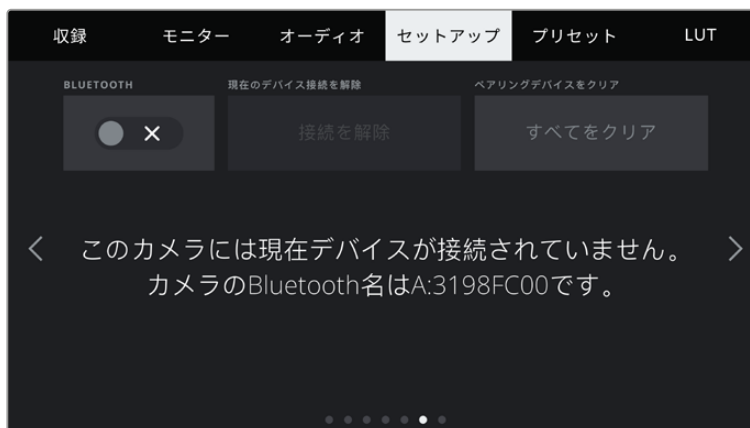 収録 モニター オーディオ セットアップ プリセット LUT
BLUETOOTH 現在のデバイス接続を解除 ペアリングデバイスをクリア
接続を解除 すべてをクリア
このカメラには現在デバイスが接続されていません。
カメラのBluetooth名はA:3198FC00です。